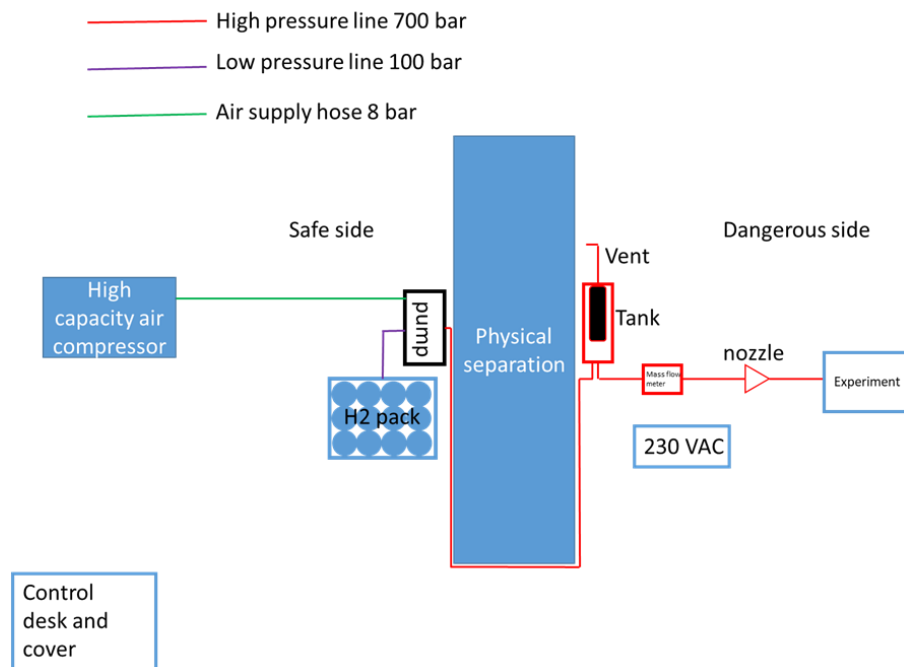 High pressure line 700 bar
Low pressure line 100 bar
Air supply hose 8 bar
Safe side
Dangerous side
High
capacity air
compressor
pump
H2 pack
Physical
separation
Vent
Tank
Mass flow
meter
nozzle
Experiment
230 VAC
Control
desk and
cover